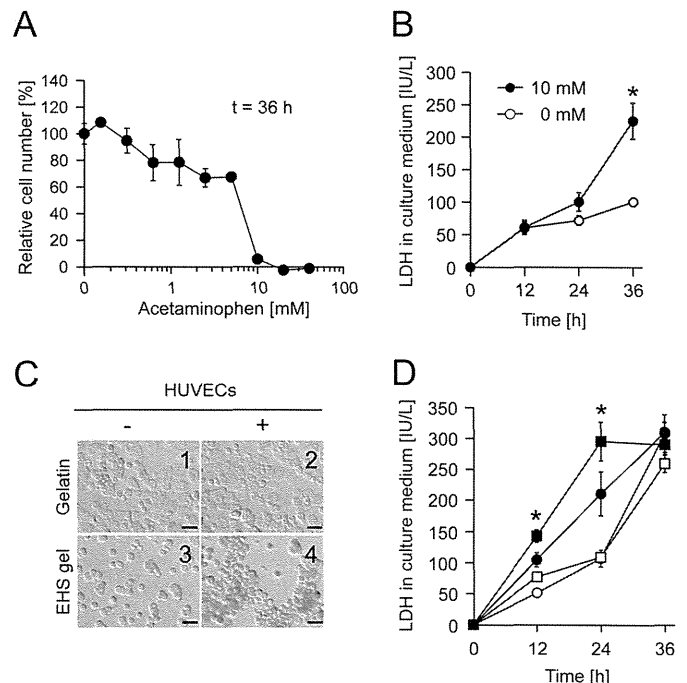 A
Relative cell number [%]
140
120
100
80
60
40
20
0
t = 36 h
0
1
10
100
Acetaminophen [mM]
B
LDH in culture medium [IU/L]
300
250
200
150
100
50
0
10 mM
0 mM
*
0
12
24
36
Time [h]
C
HUVECs
-
+
Gelatin
1
2
EHS gel
3
4
D
LDH in culture medium [IU/L]
350
300
250
200
150
100
50
0
*
*
0
12
24
36
Time [h]